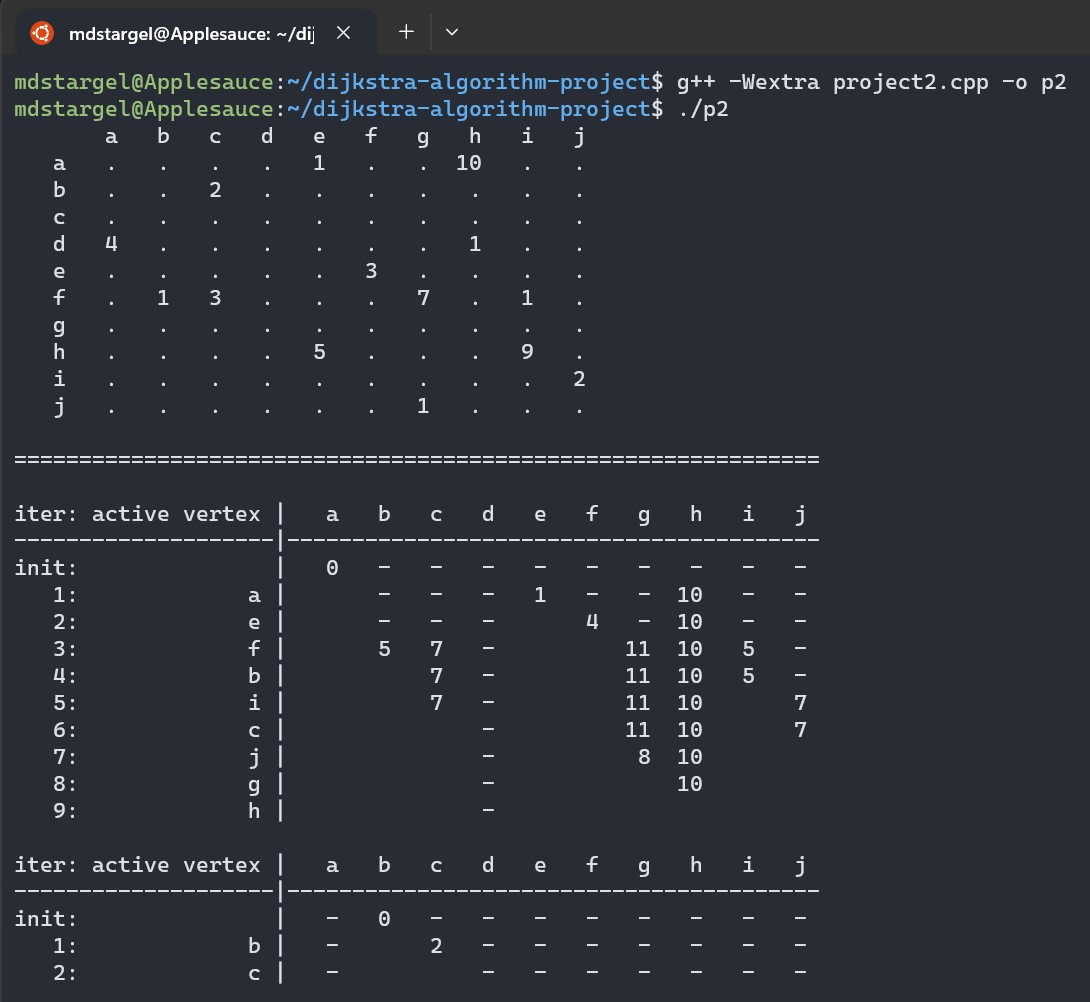 mdstargel@Applesauce: ~/dij
mdstargel@Applesauce:~/dijkstra-algorithm-project$ g++ -Wextra project2.cpp -o p2
mdstargel@Applesauce:~/dijkstra-algorithm-project$ ./p2
       a   b   c   d   e   f   g   h   i   j
   a   .   .   .   .   1   .   .  10   .   .
   b   .   .   2   .   .   .   .   .   .   .
   c   .   .   .   .   .   .   .   .   .   .
   d   4   .   .   .   .   .   .   1   .   .
   e   .   .   .   .   .   3   .   .   .   .
   f   .   1   3   .   .   .   7   .   1   .
   g   .   .   .   .   .   .   .   .   .   .
   h   .   .   .   .   5   .   .   .   9   .
   i   .   .   .   .   .   .   .   .   .   2
   j   .   .   .   .   .   .   1   .   .   .
==============================================================
iter: active vertex |   a   b   c   d   e   f   g   h   i   j
--------------------|-----------------------------------------
init:               |   0   -   -   -   -   -   -   -   -   -
   1:             a |       -   -   -   1   -   -  10   -   -
   2:             e |       -   -   -       4   -  10   -   -
   3:             f |       5   7   -          11  10   5   -
   4:             b |           7   -          11  10   5   -
   5:             i |           7   -          11  10       7
   6:             c |               -          11  10       7
   7:             j |               -           8  10
   8:             g |               -              10
   9:             h |               -
iter: active vertex |   a   b   c   d   e   f   g   h   i   j
--------------------|-----------------------------------------
init:               |   -   0   -   -   -   -   -   -   -   -
   1:             b |   -       2   -   -   -   -   -   -   -
   2:             c |   -           -   -   -   -   -   -   -